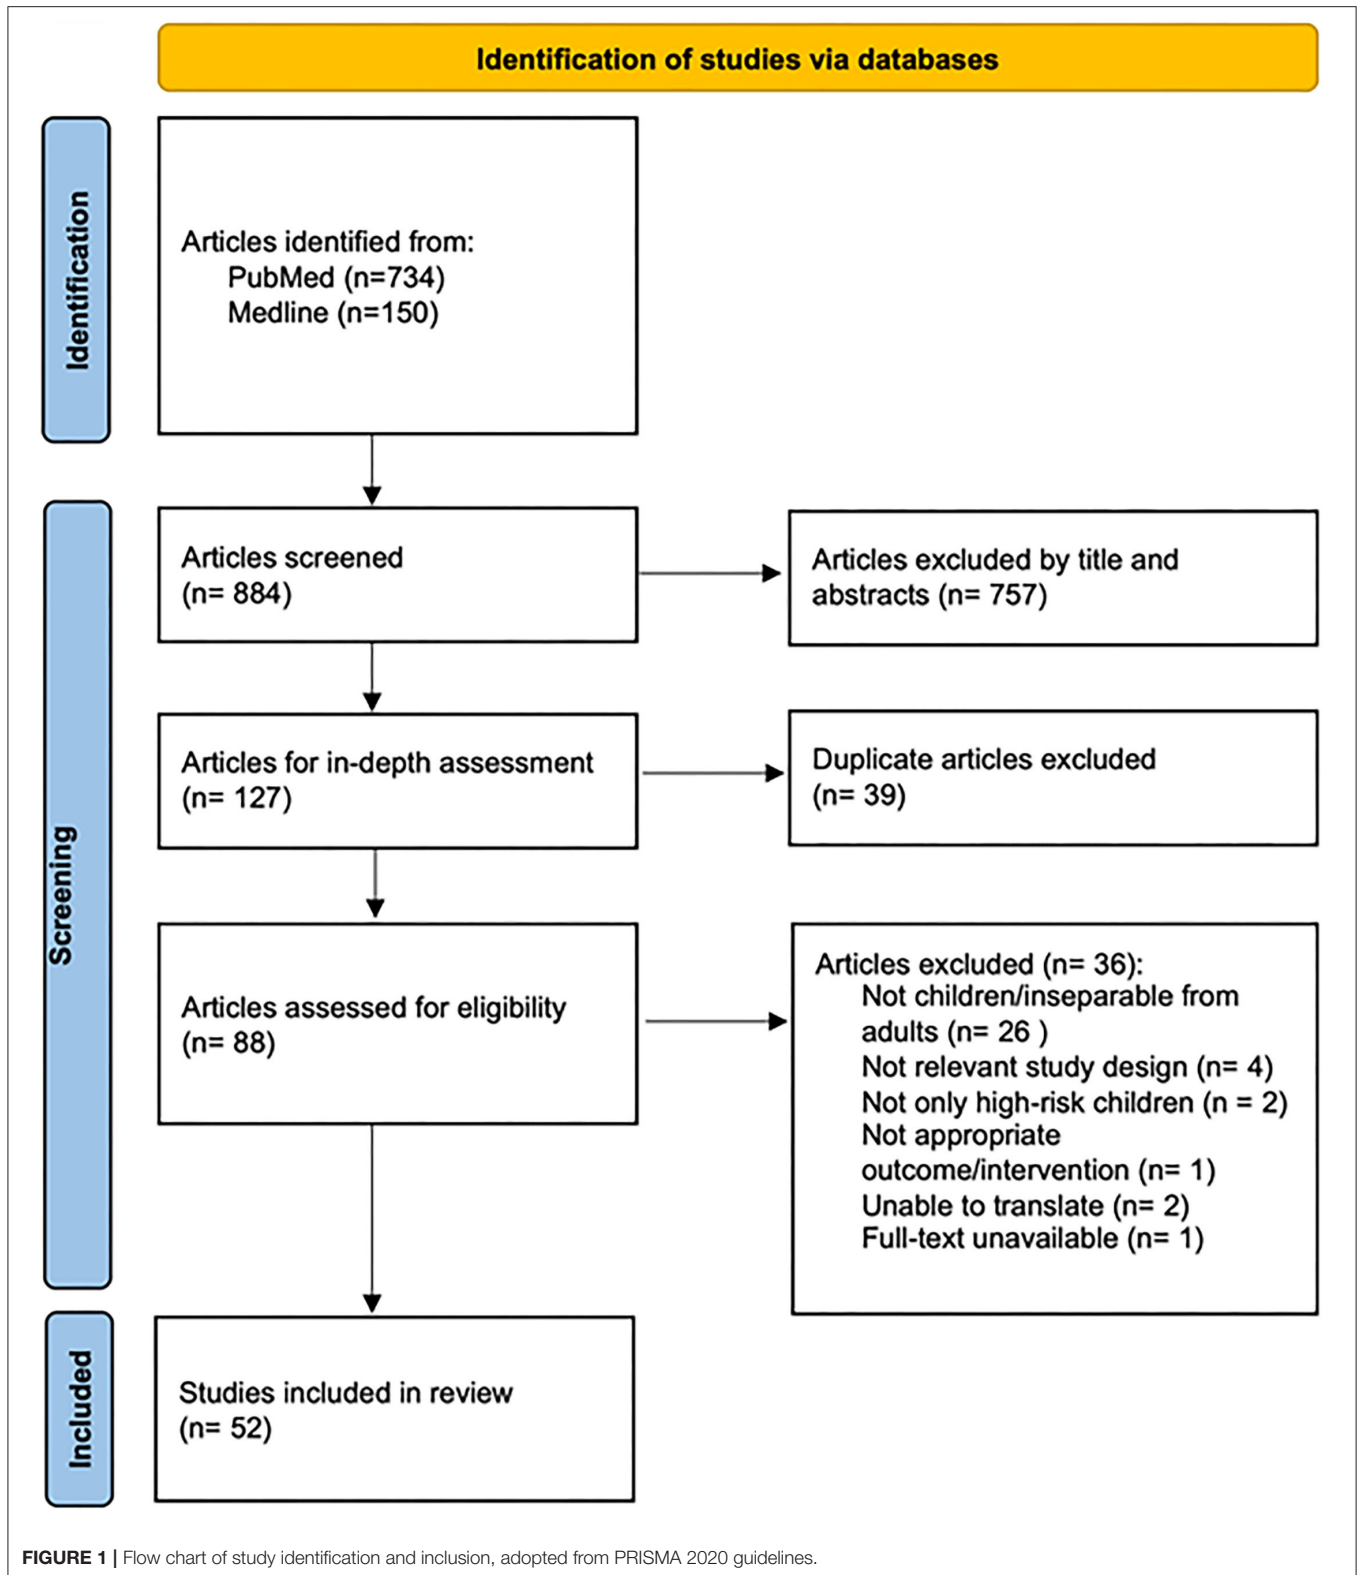 Identification of studies via databases
Identification
Articles identified from:
PubMed (n=734)
Medline (n=150)
Screening
Articles screened
(n= 884)
Articles excluded by title and
abstracts (n= 757)
Articles for in-depth assessment
(n= 127)
Duplicate articles excluded
(n= 39)
Articles assessed for eligibility
(n= 88)
Articles excluded (n= 36):
Not children/inseparable from
adults (n= 26 )
Not relevant study design (n= 4)
Not only high-risk children (n = 2)
Not appropriate
outcome/intervention (n= 1)
Unable to translate (n= 2)
Full-text unavailable (n= 1)
Included
Studies included in review
(n= 52)
FIGURE 1 | Flow chart of study identification and inclusion, adopted from PRISMA 2020 guidelines.